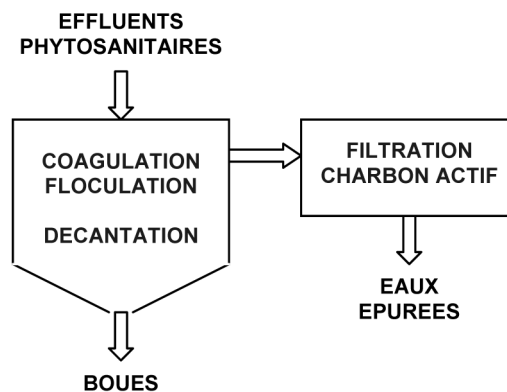 EFFLUENTS
PHYTOSANITAIRES
COAGULATION
FLOCULATION
DECANTATION
FILTRATION
CHARBON ACTIF
EAUX
EPUREES
BOUES